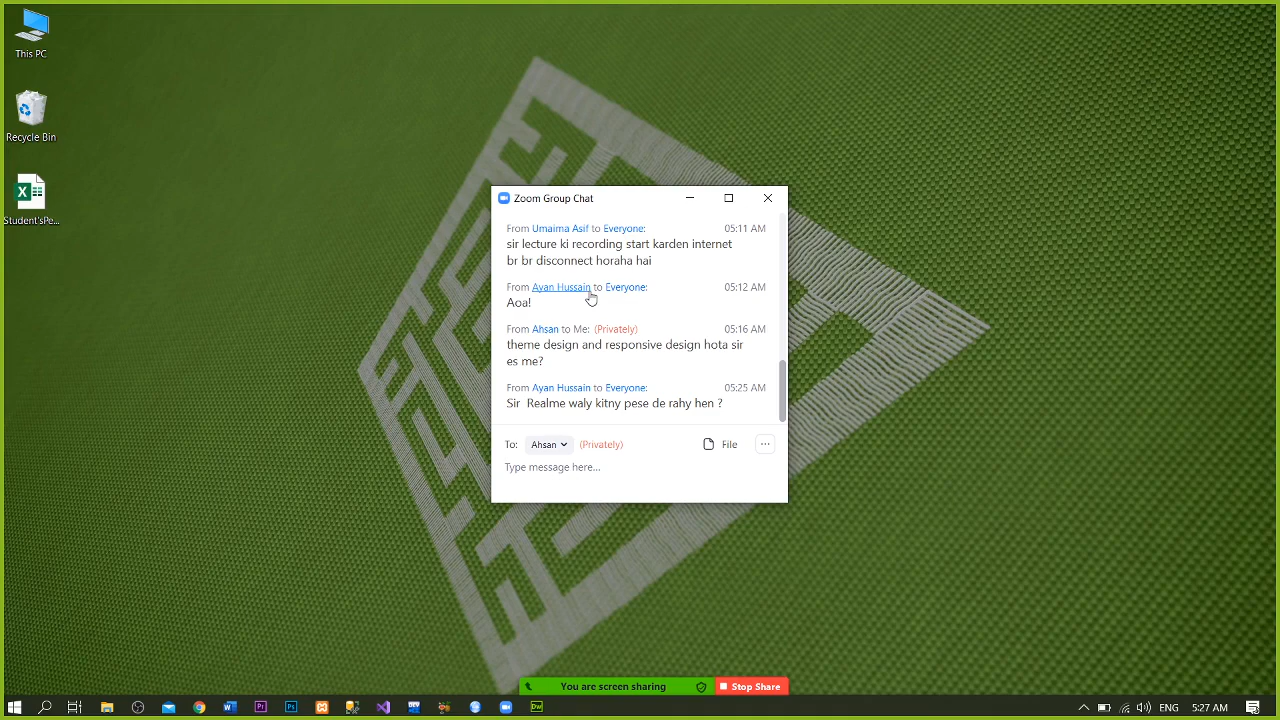 This PC
Recycle Bin
Student'sPe...
Zoom Group Chat
From Umaima Asif to Everyone: 05:11 AM
sir lecture ki recording start karden internet
br br disconnect horaha hai
From Ayan Hussain to Everyone: 05:12 AM
Aoa!
From Ahsan to Me: (Privately) 05:16 AM
theme design and responsive design hota sir
es me?
From Ayan Hussain to Everyone: 05:25 AM
Sir Realme waly kitny pese de rahy hen ?
To: Ahsan (Privately) File ...
Type message here...
You are screen sharing Stop Share
ENG 5:27 AM